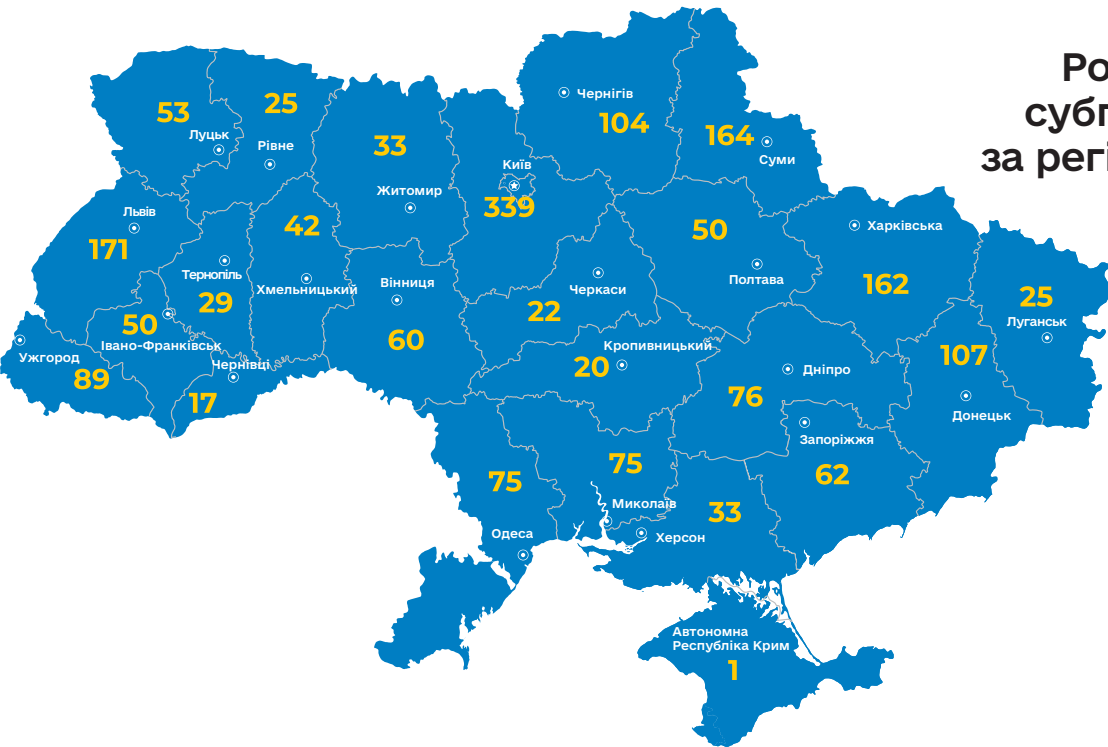 Ро
субг
за регі
53
Луцьк
25
Рівне
33
Житомир
Київ
339
Чернігів
104
164
Суми
Львів
171
Тернопіль
29
42
Хмельницький
Вінниця
60
Черкаси
22
50
Полтава
Харківська
162
25
Луганськ
50
Івано-Франківськ
Ужгород
89
Чернівці
17
Кропивницький
20
Дніпро
76
107
Донецьк
Запоріжжя
62
75
Одеса
75
Миколаїв
33
Херсон
Автономна
Республіка Крим
1